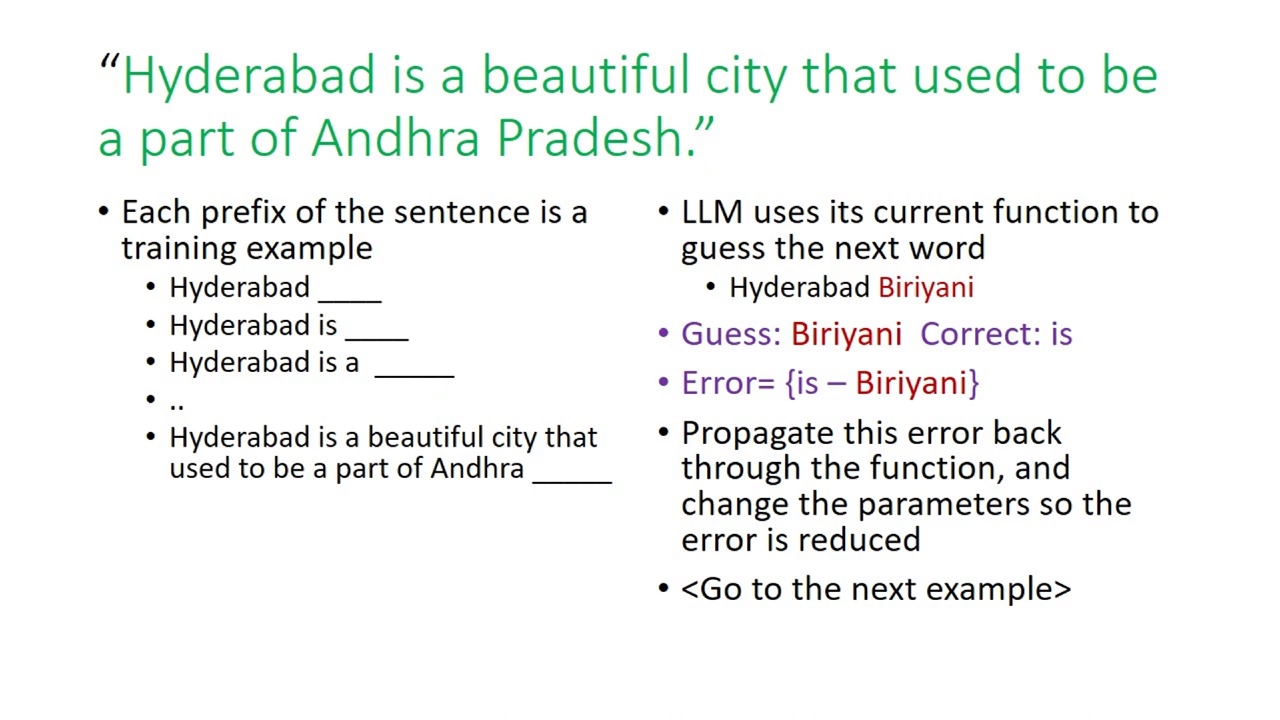 “Hyderabad is a beautiful city that used to be
a part of Andhra Pradesh.”
• Each prefix of the sentence is a
training example
• Hyderabad ____
• Hyderabad is ____
• Hyderabad is a _____
• ..
• Hyderabad is a beautiful city that
used to be a part of Andhra _____
• LLM uses its current function to
guess the next word
• Hyderabad Biriyani
• Guess: Biriyani Correct: is
• Error= {is – Biriyani}
• Propagate this error back
through the function, and
change the parameters so the
error is reduced
• <Go to the next example>